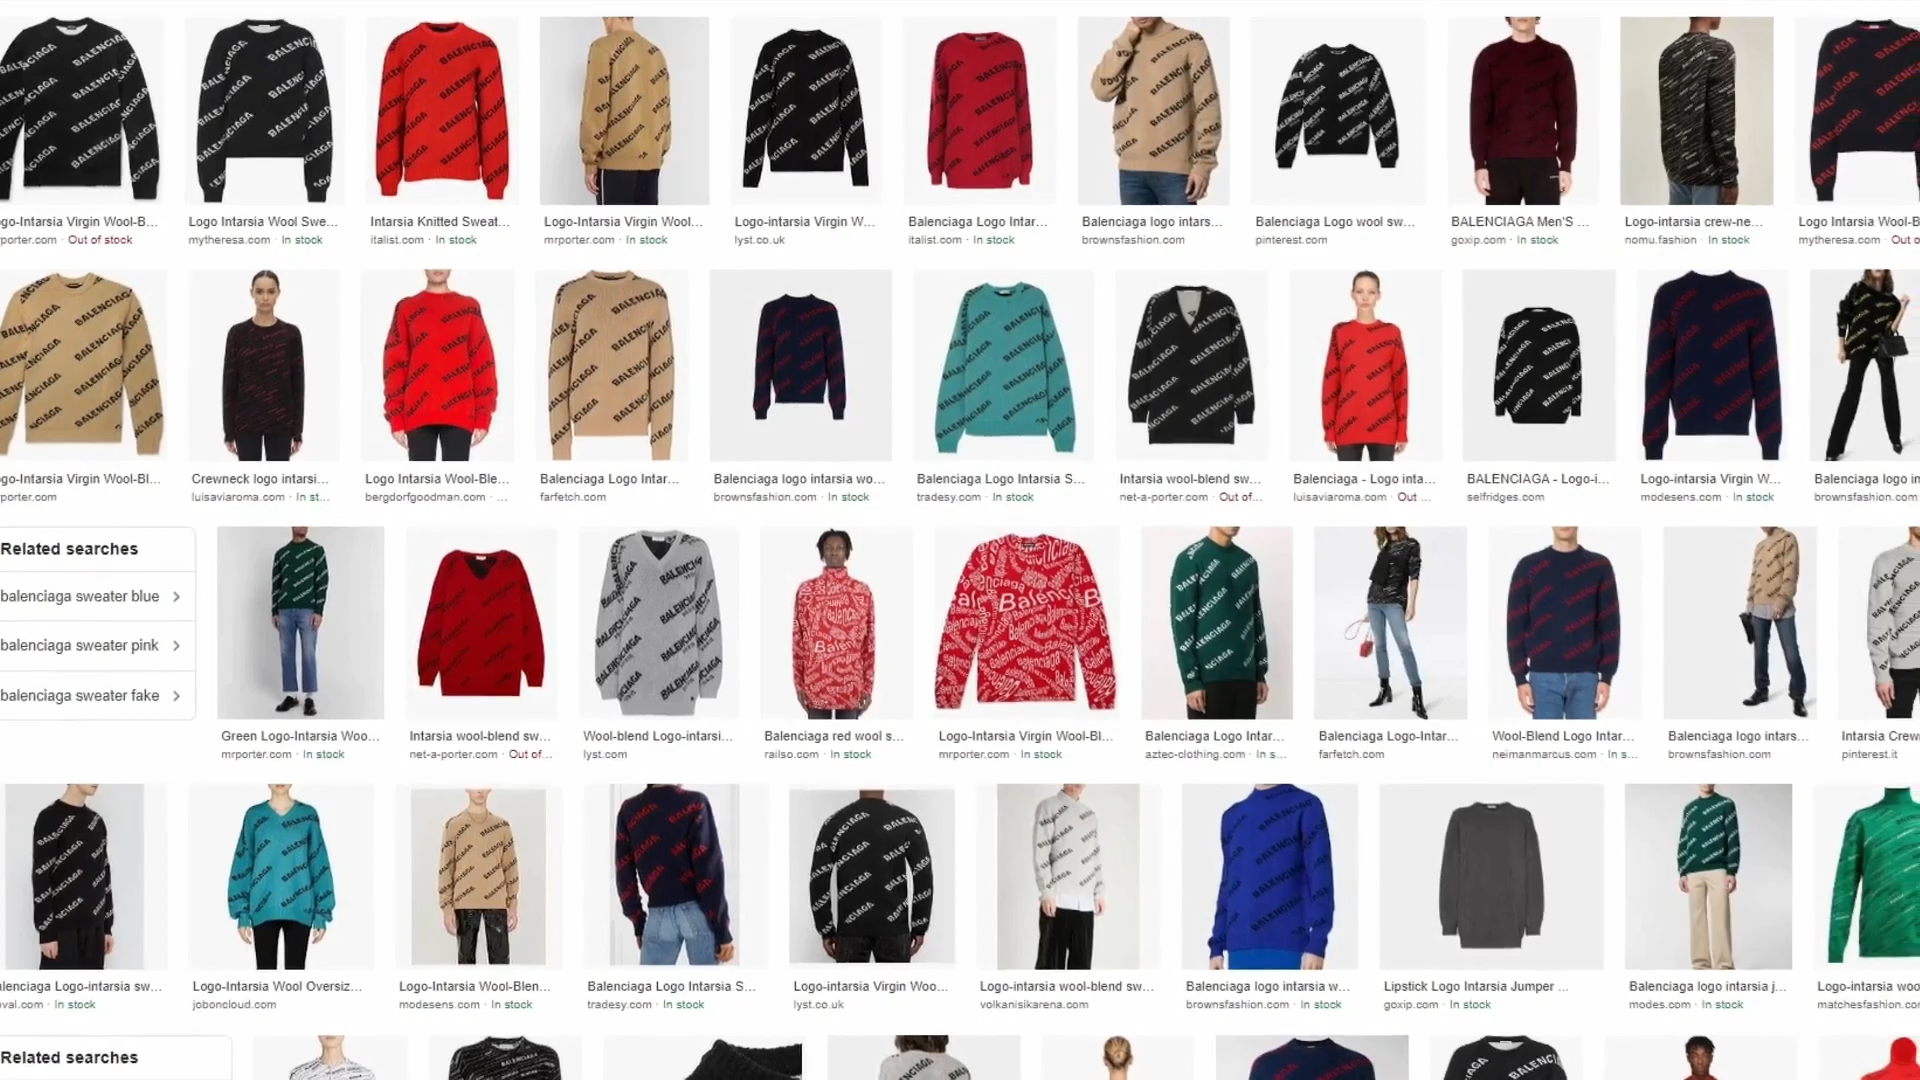 go-Intarsia Virgin Wool-B...
Logo Intarsia Wool Swe...
Intarsia Knitted Sweat...
Logo-Intarsia Virgin Wool...
Logo-intarsia Virgin W...
Balenciaga Logo Intar...
Balenciaga logo intars...
Balenciaga Logo wool sw...
BALENCIAGA Men'S ...
Logo-intarsia crew-ne...
Logo Intarsia Wool-B
porter.com · Out of stock
mytheresa.com · In stock
italist.com · In stock
mrporter.com · In stock
lyst.co.uk
italist.com · In stock
brownsfashion.com
pinterest.com
goxip.com · In stock
nomu.fashion · In stock
mytheresa.com · Out o
go-Intarsia Virgin Wool-Bl...
Crewneck logo intarsi...
Logo Intarsia Wool-Ble...
Balenciaga Logo Intar...
Balenciaga logo intarsia wo...
Balenciaga Logo Intarsia S...
Intarsia wool-blend sw...
Balenciaga - Logo inta...
BALENCIAGA - Logo-i...
Logo-intarsia Virgin W...
Balenciaga logo in
porter.com
luisaviaroma.com · In st...
bergdorfgoodman.com · ...
farfetch.com
brownsfashion.com · In stock
tradesy.com · In stock
net-a-porter.com · Out of...
luisaviaroma.com · Out ...
selfridges.com
modesens.com · In stock
brownsfashion.com
Related searches
balenciaga sweater blue
balenciaga sweater pink
balenciaga sweater fake
Green Logo-Intarsia Woo...
Intarsia wool-blend sw...
Wool-blend Logo-intarsi...
Balenciaga red wool s...
Logo-Intarsia Virgin Wool-Bl...
Balenciaga Logo Intar...
Balenciaga Logo-Intar...
Wool-Blend Logo Intar...
Balenciaga logo intars...
Intarsia Crew
mrporter.com · In stock
net-a-porter.com · Out of...
lyst.com
railso.com · In stock
mrporter.com · In stock
aztec-clothing.com · In s...
farfetch.com
neimanmarcus.com · In s...
brownsfashion.com
pinterest.it
alenciaga Logo-intarsia sw...
Logo-Intarsia Wool Oversiz...
Logo-Intarsia Wool-Blen...
Balenciaga Logo Intarsia S...
Logo-intarsia Virgin Woo...
Logo-intarsia wool-blend sw...
Balenciaga logo intarsia w...
Lipstick Logo Intarsia Jumper ...
Balenciaga logo intarsia j...
Logo-intarsia woo
oval.com · In stock
joboncloud.com
modesens.com · In stock
tradesy.com · In stock
lyst.co.uk
volkanisikarena.com
brownsfashion.com · In stock
goxip.com · In stock
modes.com · In stock
matchesfashion.co
Related searches